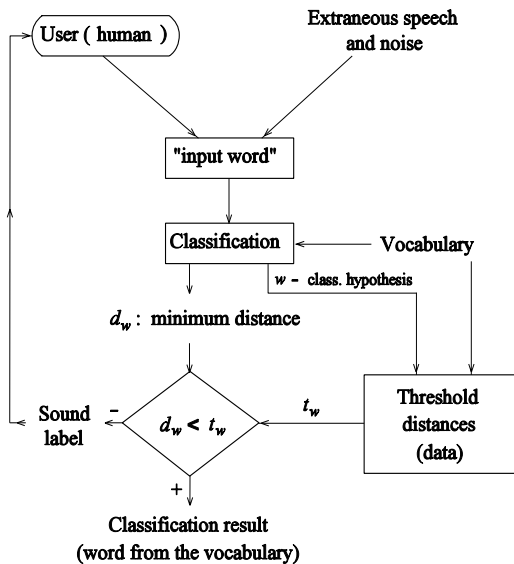 User ( human )
Extraneous speech
and noise
"input word"
Classification
Vocabulary
w - class. hypothesis
d_w : minimum distance
Threshold
distances
(data)
t_w
d_w < t_w
-
Sound
label
+
Classification result
(word from the vocabulary)